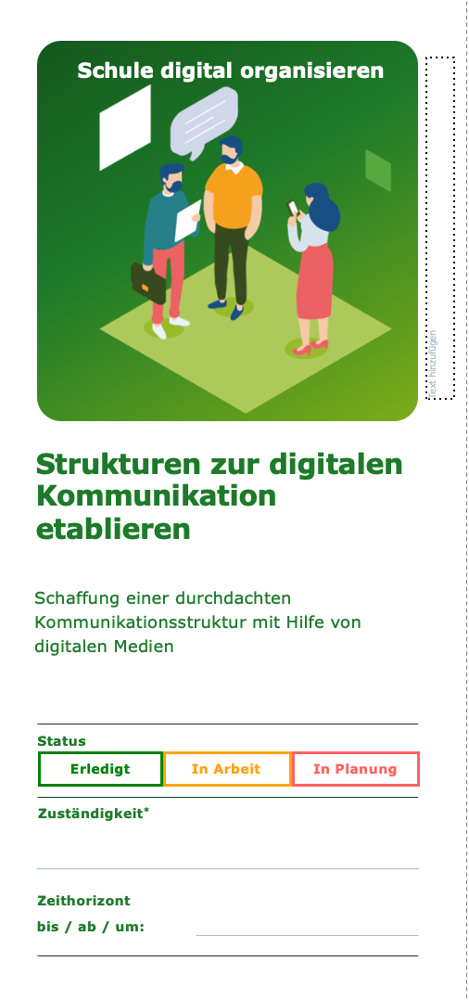 Schule digital organisieren
Text hinzufügen
Strukturen zur digitalen
Kommunikation
etablieren
Schaffung einer durchdachten
Kommunikationsstruktur mit Hilfe von
digitalen Medien
Status
Erledigt In Arbeit In Planung
Zuständigkeit*
Zeithorizont
bis / ab / um: